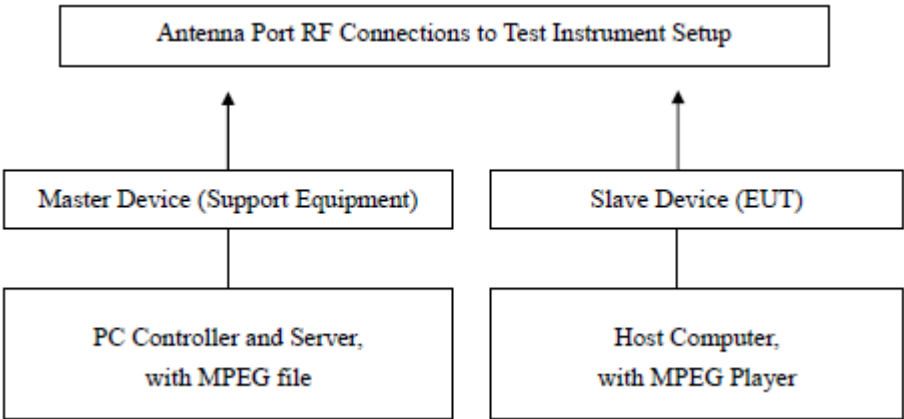 Antenna Port RF Connections to Test Instrument Setup
Master Device (Support Equipment)
Slave Device (EUT)
PC Controller and Server,
with MPEG file
Host Computer,
with MPEG Player